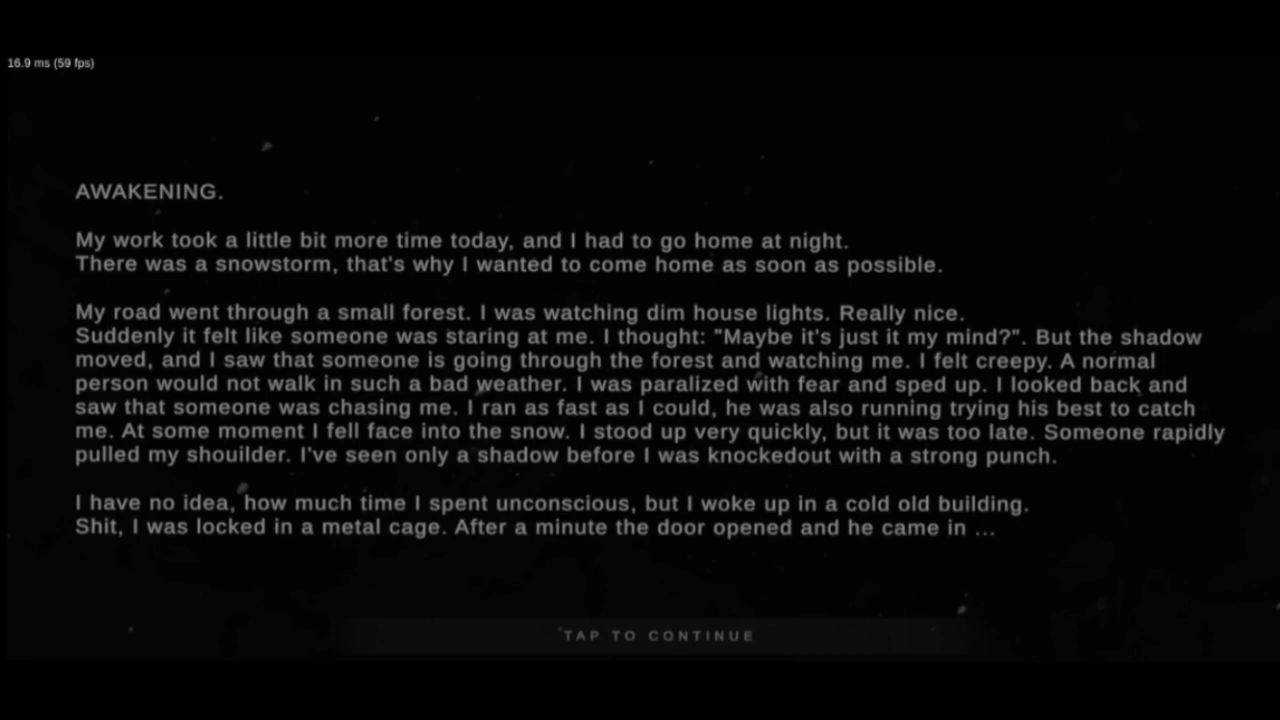 16.9 ms (59 fps)
AWAKENING.
My work took a little bit more time today, and I had to go home at night.
There was a snowstorm, that's why I wanted to come home as soon as possible.
My road went through a small forest. I was watching dim house lights. Really nice.
Suddenly it felt like someone was staring at me. I thought: "Maybe it's just it my mind?". But the shadow
moved, and I saw that someone is going through the forest and watching me. I felt creepy. A normal
person would not walk in such a bad weather. I was paralized with fear and sped up. I looked back and
saw that someone was chasing me. I ran as fast as I could, he was also running trying his best to catch
me. At some moment I fell face into the snow. I stood up very quickly, but it was too late. Someone rapidly
pulled my shouilder. I've seen only a shadow before I was knockedout with a strong punch.
I have no idea, how much time I spent unconscious, but I woke up in a cold old building.
Shit, I was locked in a metal cage. After a minute the door opened and he came in ...
TAP TO CONTINUE